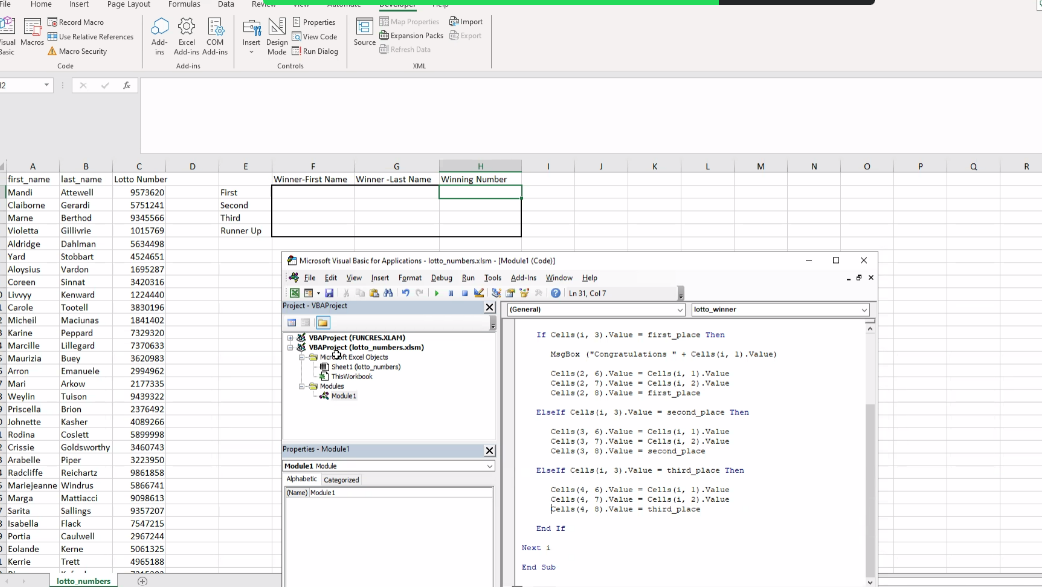 File Home Insert Page Layout Formulas Data Automate Developer Help
Record Macro Properties Map Properties Import
Use Relative References View Code Expansion Packs Export
Macro Security Run Dialog Refresh Data
Visual Basic Macros Add-ins Excel Add-ins COM Add-ins Insert Design Mode Source
Code Add-ins Controls XML
fx
A B C D E F G H I J K L M N O P Q R
first_name last_name Lotto Number Winner-First Name Winner -Last Name Winning Number
Mandi Attewell 9573620 First
Claiborne Gerardi 5751241 Second
Marne Berthod 9345566 Third
Violetta Gillivrie 1015769 Runner Up
Aldridge Dahlman 5634498
Yard Stobbart 4524651
Aloysius Vardon 1695287
Coreen Sinnat 3420316
Livvyy Kenward 1224440
Carole Tootell 3830196
Micheil Maciunas 1841402
Karine Peppard 7329320
Marcille Lillegard 7370633
Maurizia Buey 3620983
Arron Emanuele 2994962
Mari Arkow 2177335
Weylin Tuison 9439322
Priscella Brion 2376492
Johnette Kasher 4089266
Rodina Coslett 5899998
Crissie Goldsworthy 3460743
Arabelle Piper 3223950
Radcliffe Reichartz 9861858
Mariejeanne Windrus 5866741
Marga Mattiacci 9098613
Sarita Sallings 9357207
Isabella Flack 7547215
Portia Caulwell 2967244
Eolande Kerne 5061325
Kerrie Trett 4965188
lotto_numbers
Microsoft Visual Basic for Applications - lotto_numbers.xlsm - [Module1 (Code)]
File Edit View Insert Format Debug Run Tools Add-Ins Window Help
Ln 31, Col 7
Project - VBAProject
VBAProject (FUNCRES.XLAM)
VBAProject (lotto_numbers.xlsm)
Microsoft Excel Objects
Sheet1 (lotto_numbers)
ThisWorkbook
Modules
Module1
Properties - Module1
Module1 Module
Alphabetic Categorized
(Name) Module1
(General) lotto_winner
If Cells(i, 3).Value = first_place Then
MsgBox ("Congratulations " + Cells(i, 1).Value)
Cells(2, 6).Value = Cells(i, 1).Value
Cells(2, 7).Value = Cells(i, 2).Value
Cells(2, 8).Value = first_place
ElseIf Cells(i, 3).Value = second_place Then
Cells(3, 6).Value = Cells(i, 1).Value
Cells(3, 7).Value = Cells(i, 2).Value
Cells(3, 8).Value = second_place
ElseIf Cells(i, 3).Value = third_place Then
Cells(4, 6).Value = Cells(i, 1).Value
Cells(4, 7).Value = Cells(i, 2).Value
Cells(4, 8).Value = third_place
End If
Next i
End Sub